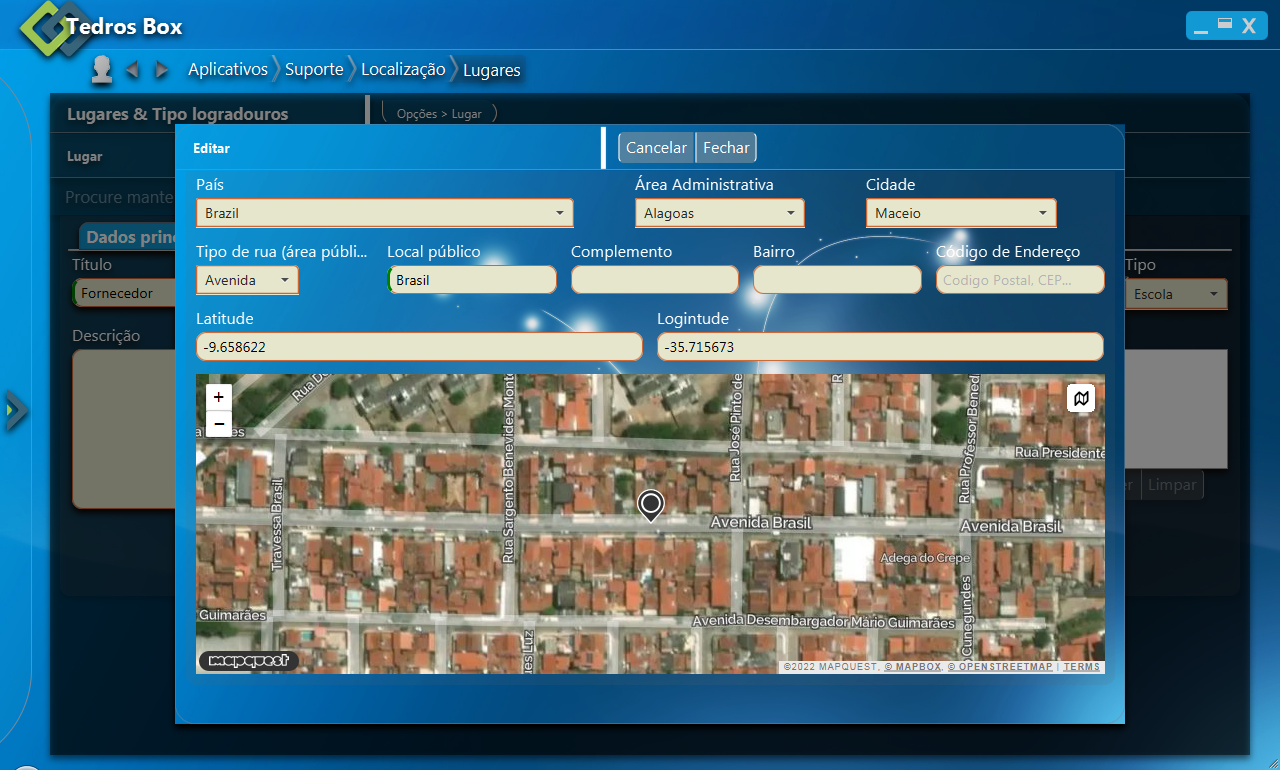 Tedros Box
Aplicativos Suporte Localização Lugares
Lugares & Tipo logradouros
Opções > Lugar
Editar
Cancelar Fechar
Lugar
País
Área Administrativa
Cidade
Procure mante
Brazil
Alagoas
Maceio
Dados princ
Tipo de rua (área públi...
Local público
Complemento
Bairro
Código de Endereço
Título
Tipo
Avenida
Brasil
Codigo Postal, CEP...
Fornecedor
Escola
Latitude
Logintude
Descrição
-9.658622
-35.715673
+
−
Rua Do
Rua Sargento Benevides Monte
Rua José Pinto de
R
Rua Professor Bened
Rua Presidente
Travessa Brasil
Avenida Brasil
Avenida Brasil
Adega do Crepe
Guimarães
Avenida Desembargador Mário Guimarães
Cunegundes
ues Luz
er
Limpar
mapquest
©2022 MAPQUEST, © MAPBOX, © OPENSTREETMAP | TERMS